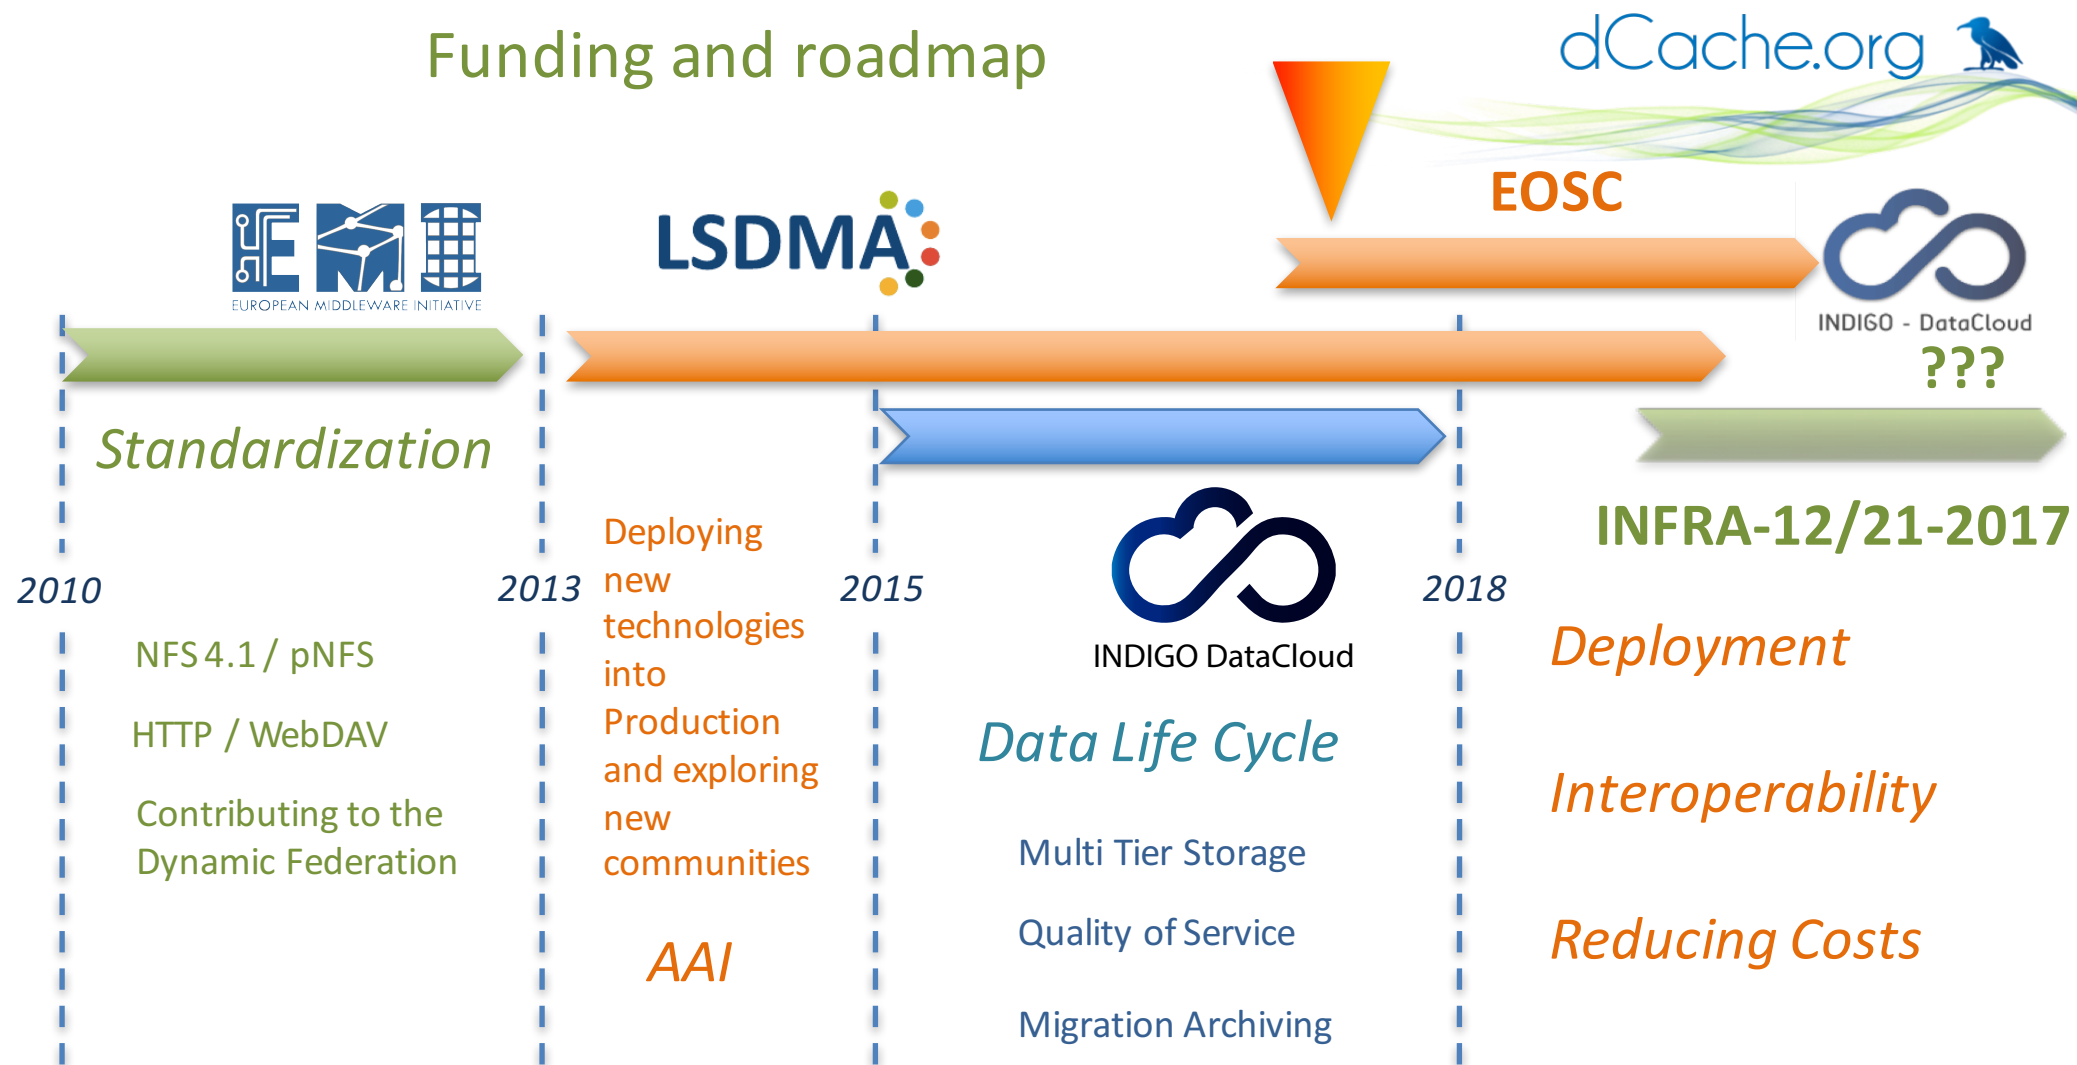 Funding and roadmap
dCache.org
EOSC
EMI
EUROPEAN MIDDLEWARE INITIATIVE
LSDMA
INDIGO - DataCloud
???
Standardization
INFRA-12/21-2017
2010
2013
2015
2018
NFS 4.1 / pNFS
HTTP / WebDAV
Contributing to the
Dynamic Federation
Deploying
new
technologies
into
Production
and exploring
new
communities
AAI
INDIGO DataCloud
Data Life Cycle
Multi Tier Storage
Quality of Service
Migration Archiving
Deployment
Interoperability
Reducing Costs